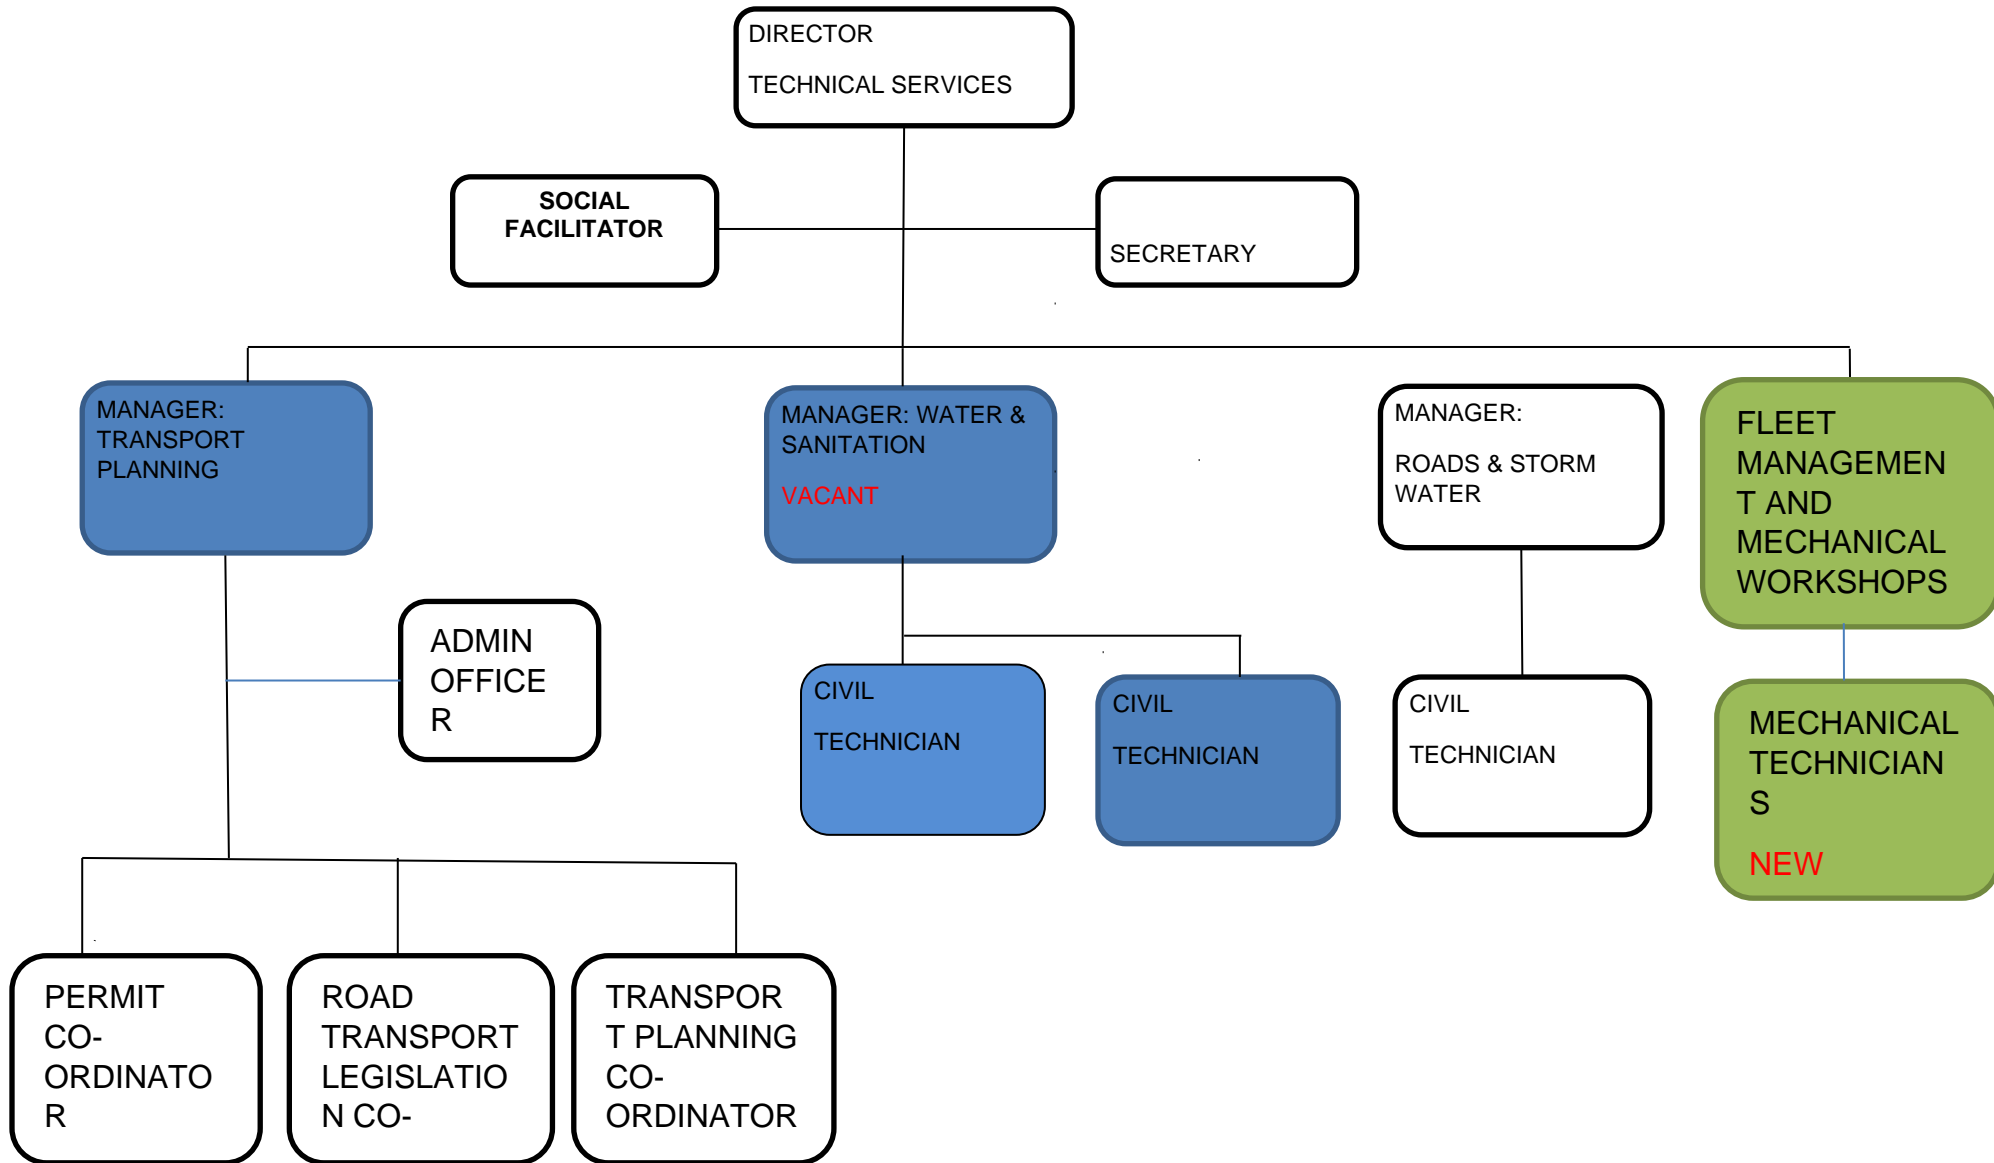 DIRECTOR
TECHNICAL SERVICES
SOCIAL
FACILITATOR
SECRETARY
MANAGER:
TRANSPORT
PLANNING
MANAGER: WATER &
SANITATION
VACANT
MANAGER:
ROADS & STORM
WATER
FLEET
MANAGEMEN
T AND
MECHANICAL
WORKSHOPS
ADMIN
OFFICE
R
CIVIL
TECHNICIAN
CIVIL
TECHNICIAN
CIVIL
TECHNICIAN
MECHANICAL
TECHNICIAN
S
NEW
PERMIT
CO-
ORDINATO
R
ROAD
TRANSPORT
LEGISLATIO
N CO-
TRANSPOR
T PLANNING
CO-
ORDINATOR